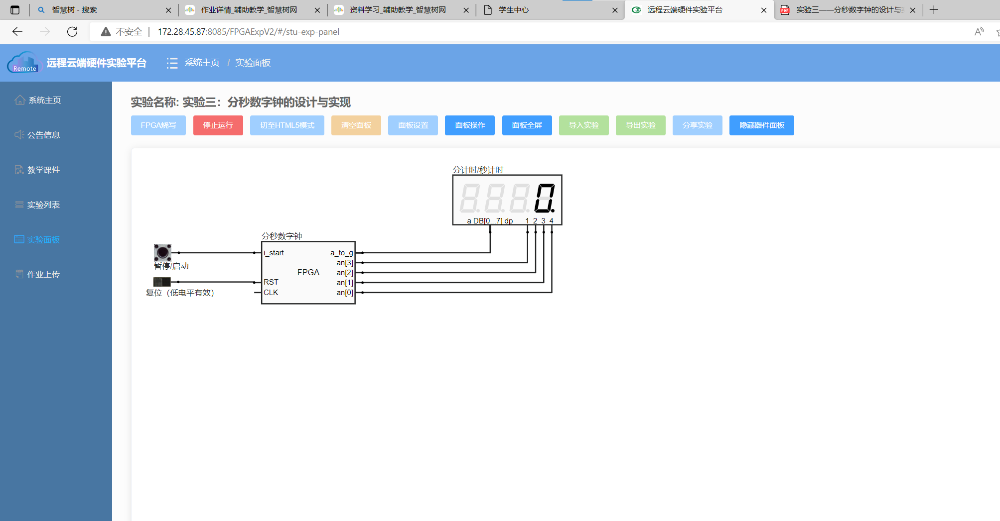 智慧树 - 搜索
作业详情_辅助教学_智慧树网
资料学习_辅助教学_智慧树网
学生中心
远程云端硬件实验平台
实验三——分秒数字钟的设计与
不安全 | 172.28.45.87:8085/FPGAExpV2/#/stu-exp-panel
Remote
远程云端硬件实验平台
系统主页 / 实验面板
系统主页
公告信息
教学课件
实验列表
实验面板
作业上传
实验名称: 实验三：分秒数字钟的设计与实现
FPGA烧写
停止运行
切至HTML5模式
清空面板
面板设置
面板操作
面板全屏
导入实验
导出实验
分享实验
隐藏器件面板
分计时/秒计时
0.
a DB[0...7] dp 1 2 3 4
分秒数字钟
i_start
a_to_g
an[3]
FPGA
an[2]
RST
an[1]
CLK
an[0]
暂停/启动
复位（低电平有效）